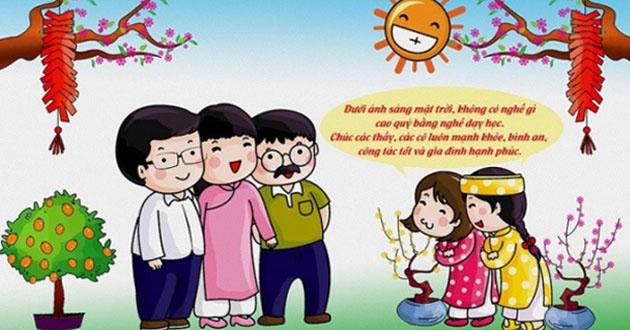 Dưới ánh sáng mặt trời, không có nghề gì
cao quý bằng nghề dạy học.
Chúc các thầy, các cô luôn mạnh khỏe, bình an,
công tác tốt và gia đình hạnh phúc.